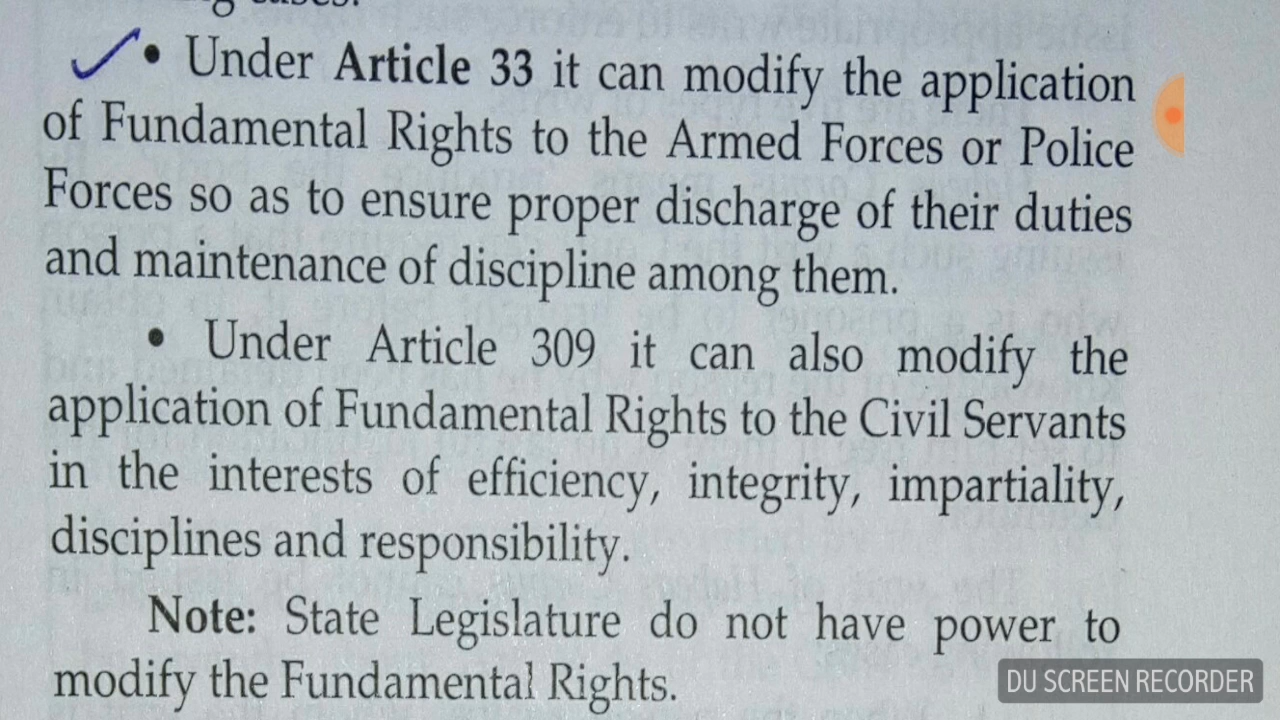 • Under Article 33 it can modify the application
of Fundamental Rights to the Armed Forces or Police
Forces so as to ensure proper discharge of their duties
and maintenance of discipline among them.
• Under Article 309 it can also modify the
application of Fundamental Rights to the Civil Servants
in the interests of efficiency, integrity, impartiality,
disciplines and responsibility.
Note: State Legislature do not have power to
modify the Fundamental Rights.
DU SCREEN RECORDER